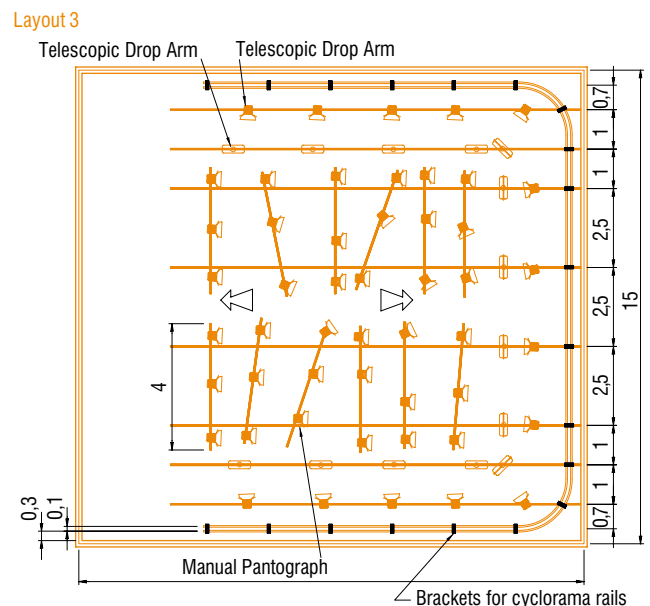 Layout 3
Telescopic Drop Arm
Telescopic Drop Arm
0,7
1
1
2,5
2,5
2,5
1
1
0,7
15
4
0,3
0,1
Manual Pantograph
Brackets for cyclorama rails